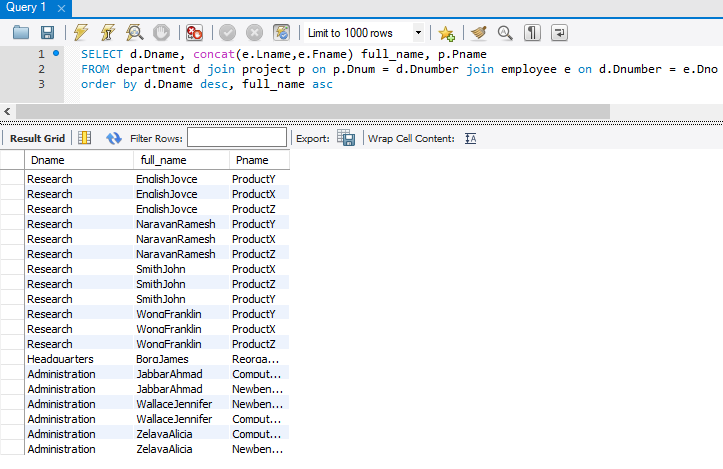 Query 1
Limit to 1000 rows
1 SELECT d.Dname, concat(e.Lname,e.Fname) full_name, p.Pname
2 FROM department d join project p on p.Dnum = d.Dnumber join employee e on d.Dnumber = e.Dno
3 order by d.Dname desc, full_name asc
Result Grid Filter Rows: Export: Wrap Cell Content:
Dname full_name Pname
Research EnglishJoyce ProductY
Research EnglishJoyce ProductX
Research EnglishJoyce ProductZ
Research NarayanRamesh ProductY
Research NarayanRamesh ProductX
Research NarayanRamesh ProductZ
Research SmithJohn ProductX
Research SmithJohn ProductZ
Research SmithJohn ProductY
Research WongFranklin ProductY
Research WongFranklin ProductX
Research WongFranklin ProductZ
Headquarters BorgJames Reorga...
Administration JabbarAhmad Comput...
Administration JabbarAhmad Newben...
Administration WallaceJennifer Newben...
Administration WallaceJennifer Comput...
Administration ZelayaAlicia Comput...
Administration ZelayaAlicia Newben...